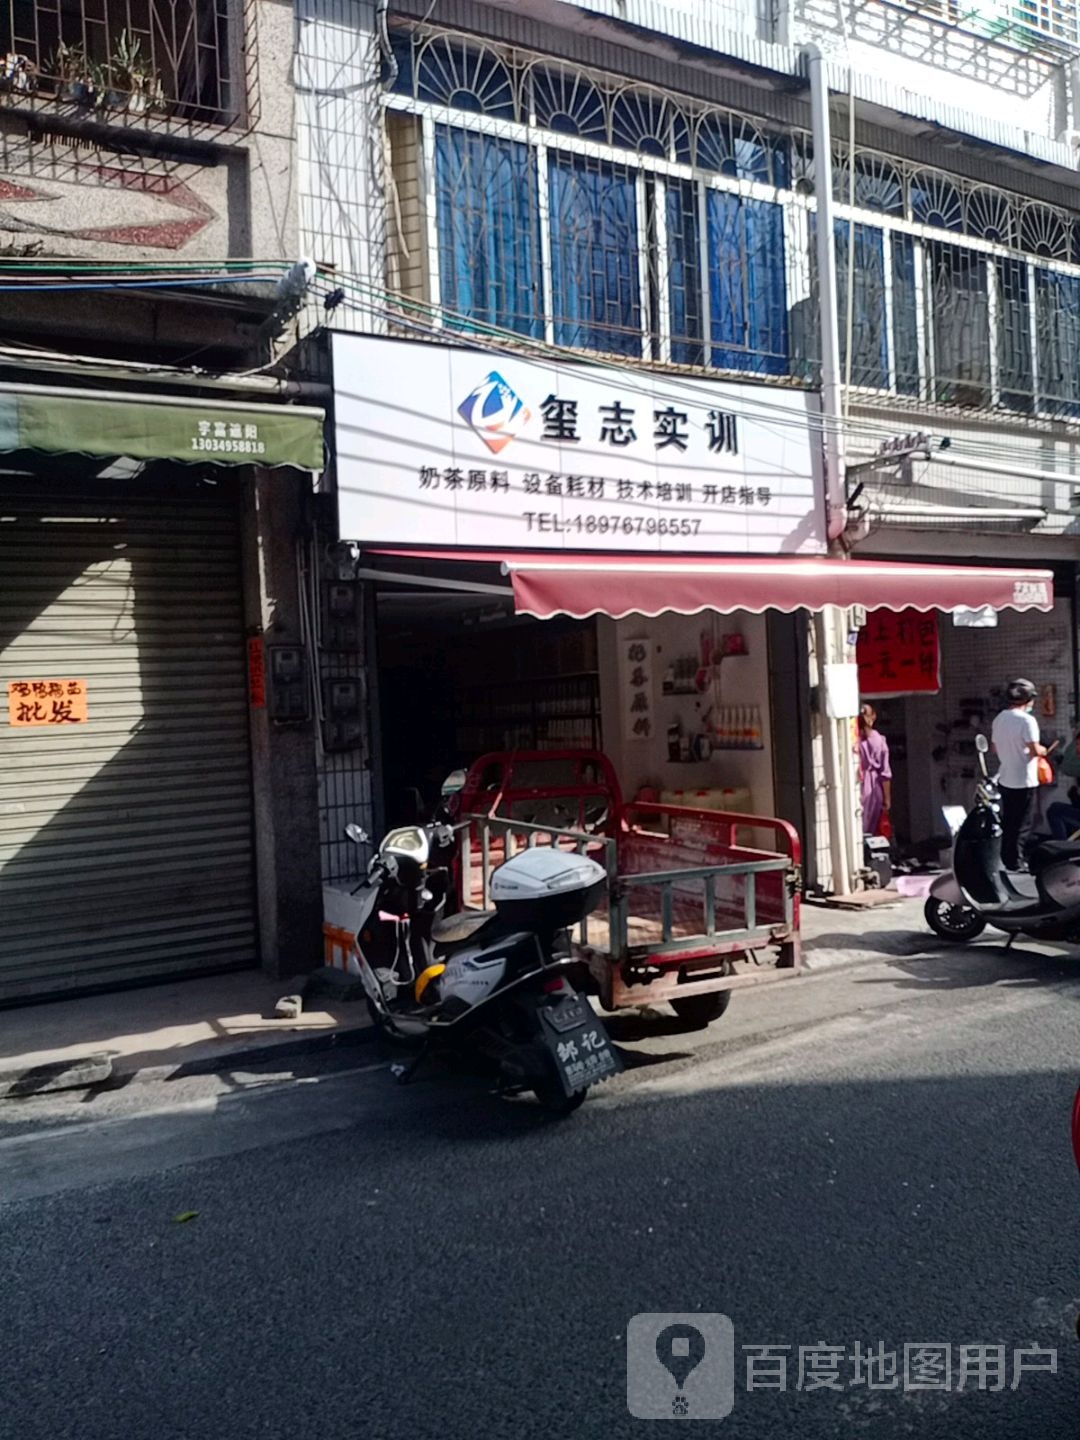 玺志实训
奶茶原料 设备耗材 技术培训 开店指导
TEL:18976796557
宇富遮阳
13034958818
批发
奶茶原料
邹记
百度地图用户